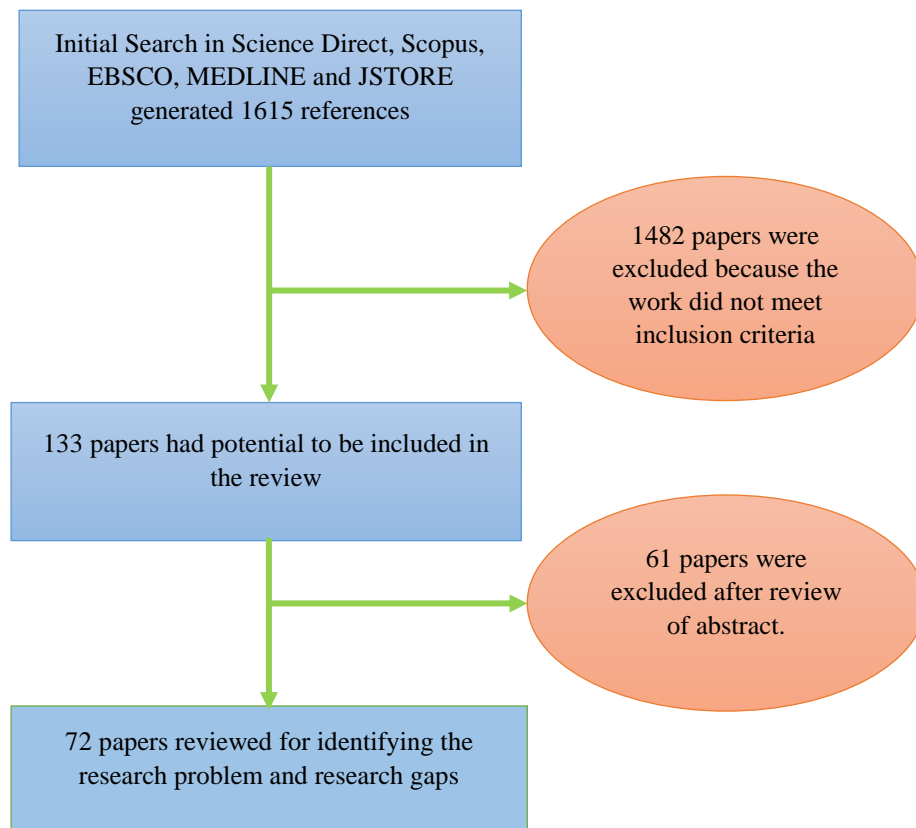 Initial Search in Science Direct, Scopus,
EBSCO, MEDLINE and JSTORE
generated 1615 references
1482 papers were
excluded because the
work did not meet
inclusion criteria
133 papers had potential to be included in
the review
61 papers were
excluded after review
of abstract.
72 papers reviewed for identifying the
research problem and research gaps